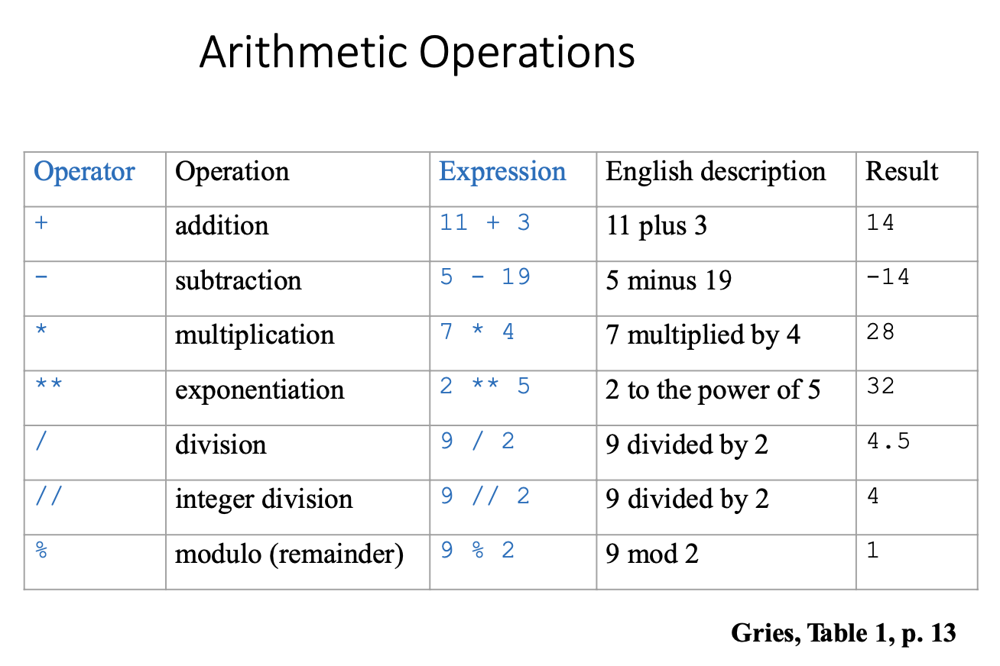 Arithmetic Operations
Operator Operation Expression English description Result
+ addition 11 + 3 11 plus 3 14
- subtraction 5 - 19 5 minus 19 -14
* multiplication 7 * 4 7 multiplied by 4 28
** exponentiation 2 ** 5 2 to the power of 5 32
/ division 9 / 2 9 divided by 2 4.5
// integer division 9 // 2 9 divided by 2 4
% modulo (remainder) 9 % 2 9 mod 2 1
Gries, Table 1, p. 13